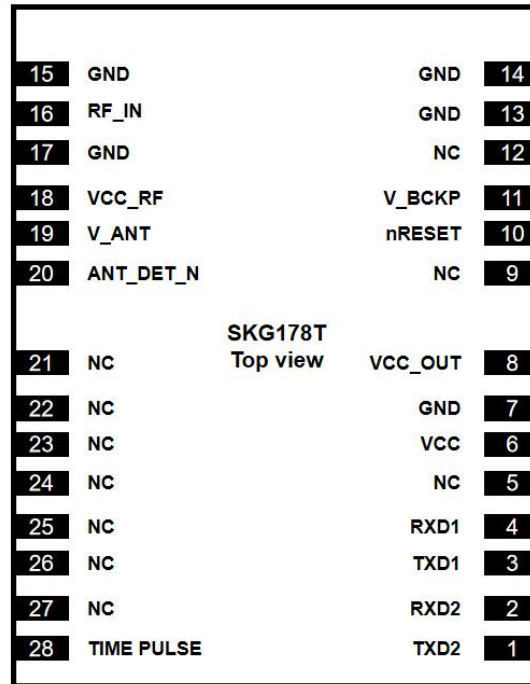 15 GND GND 14
16 RF_IN GND 13
17 GND NC 12
18 VCC_RF V_BCKP 11
19 V_ANT nRESET 10
20 ANT_DET_N NC 9
SKG178T
Top view
21 NC VCC_OUT 8
22 NC GND 7
23 NC VCC 6
24 NC NC 5
25 NC RXD1 4
26 NC TXD1 3
27 NC RXD2 2
28 TIME PULSE TXD2 1